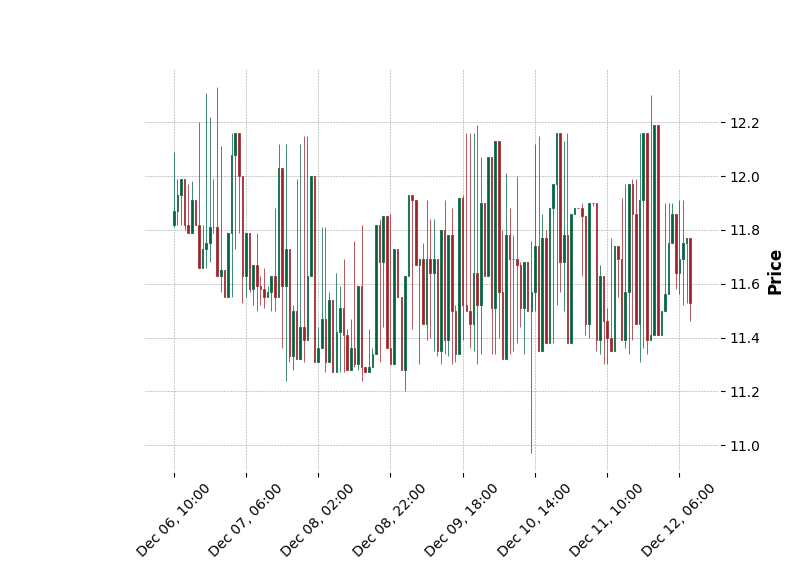 12.2
12.0
11.8
11.6
11.4
11.2
11.0
Price
Dec 06, 10:00
Dec 07, 06:00
Dec 08, 02:00
Dec 08, 22:00
Dec 09, 18:00
Dec 10, 14:00
Dec 11, 10:00
Dec 12, 06:00